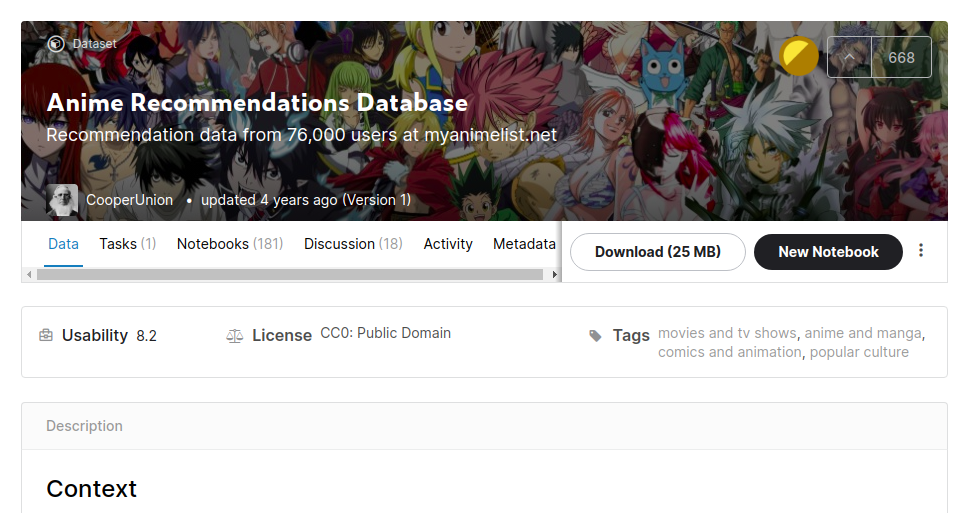 Dataset
668
Anime Recommendations Database
Recommendation data from 76,000 users at myanimelist.net
CooperUnion • updated 4 years ago (Version 1)
Data Tasks (1) Notebooks (181) Discussion (18) Activity Metadata Download (25 MB) New Notebook
Usability 8.2 License CC0: Public Domain Tags movies and tv shows, anime and manga,
comics and animation, popular culture
Description
Context